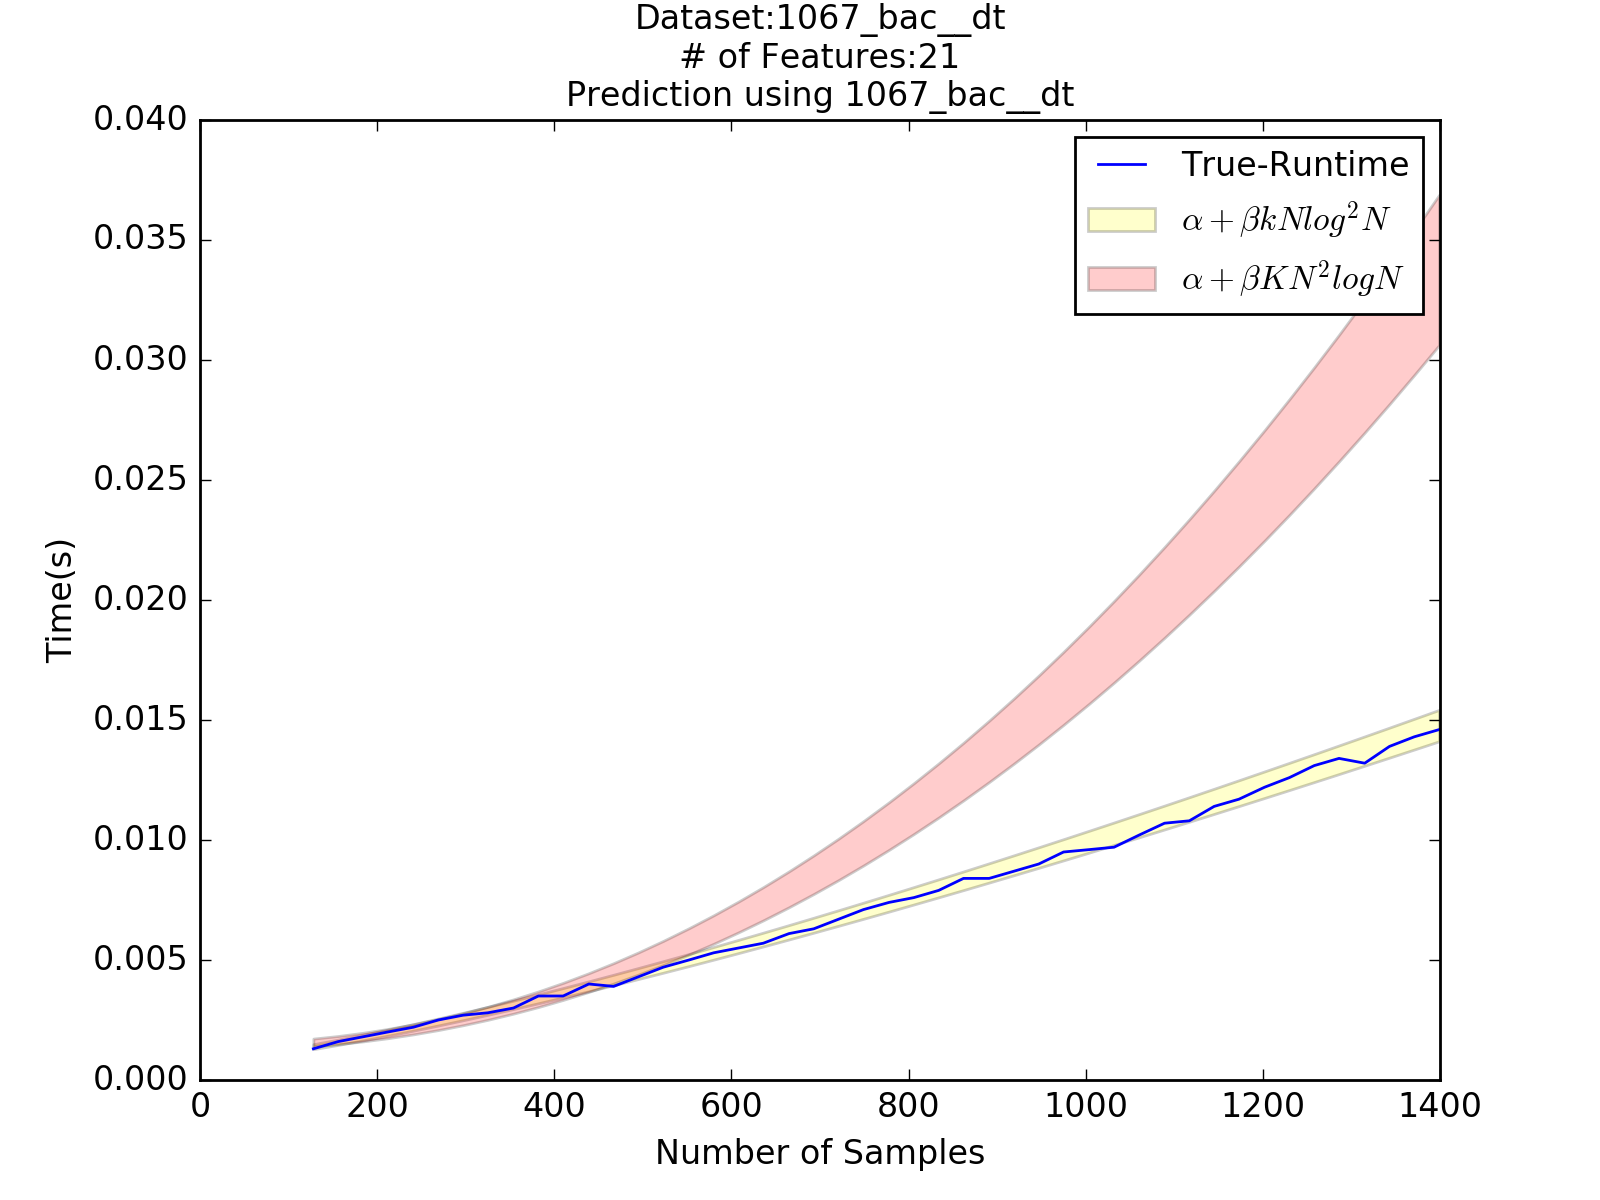 Dataset:1067_bac__dt
# of Features:21
Prediction using 1067_bac__dt
0.040
0.035
0.030
0.025
0.020
0.015
0.010
0.005
0.000
Time(s)
True-Runtime
α + βkNlog²N
α + βKN²logN
0 200 400 600 800 1000 1200 1400
Number of Samples